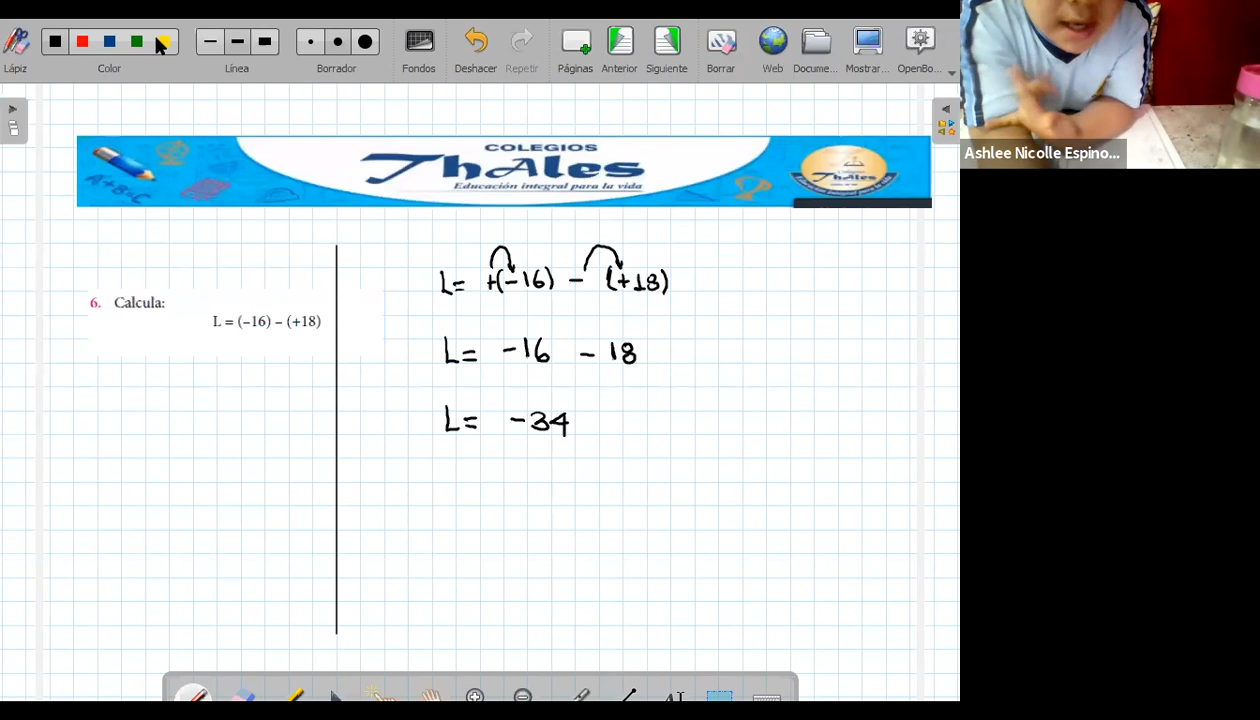 Lápiz
Color
Línea
Borrador
Fondos
Deshacer
Repetir
Páginas
Anterior
Siguiente
Borrar
Web
Docume...
Mostrar...
OpenBo...
Ashlee Nicolle Espino...
COLEGIOS
Thales
Educación integral para la vida
A+B=C
Thales
6. Calcula:
L = (−16) − (+18)
L= +(-16) - (+18)
L= -16 - 18
L= -34